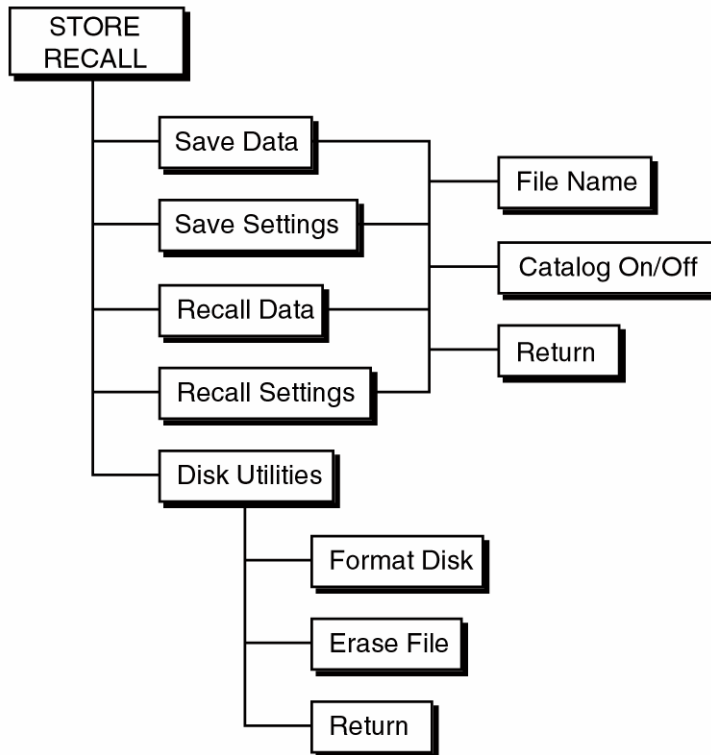 STORE
RECALL
Save Data
Save Settings
Recall Data
Recall Settings
Disk Utilities
File Name
Catalog On/Off
Return
Format Disk
Erase File
Return